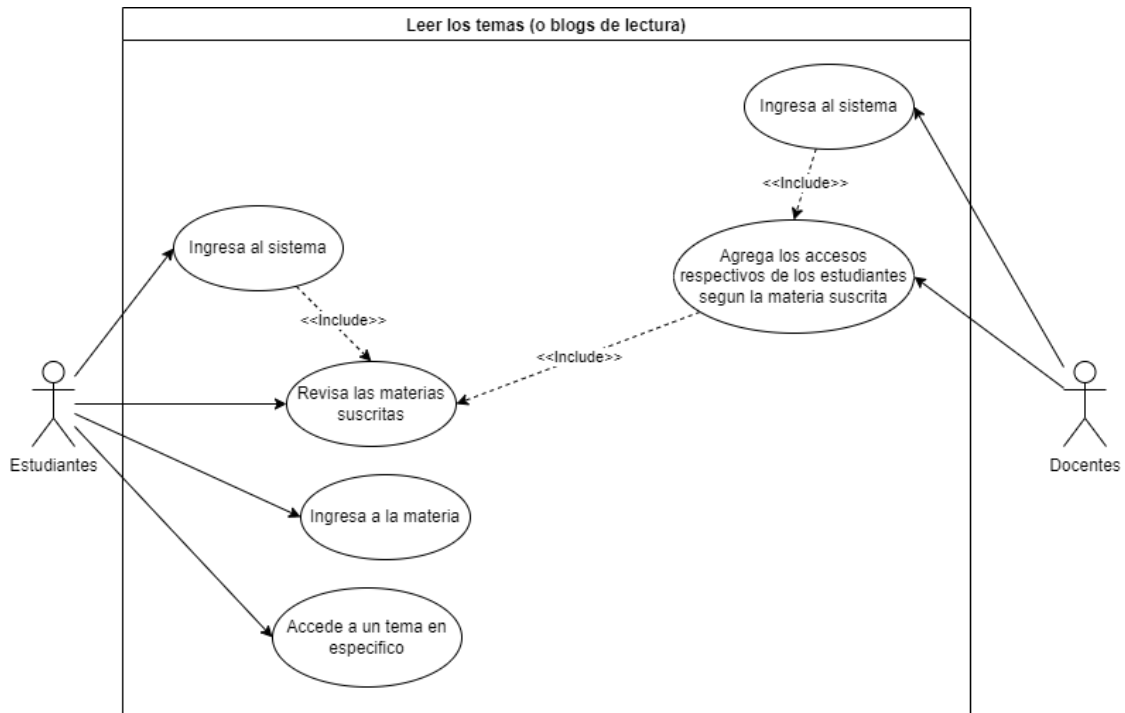 Leer los temas (o blogs de lectura)
Ingresa al sistema
<<Include>>
Ingresa al sistema
Agrega los accesos
respectivos de los estudiantes
segun la materia suscrita
<<Include>>
<<Include>>
Revisa las materias
suscritas
Estudiantes
Docentes
Ingresa a la materia
Accede a un tema en
especifico